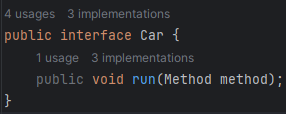 4 usages   3 implementations
public interface Car {
1 usage   3 implementations
public void run(Method method);
}